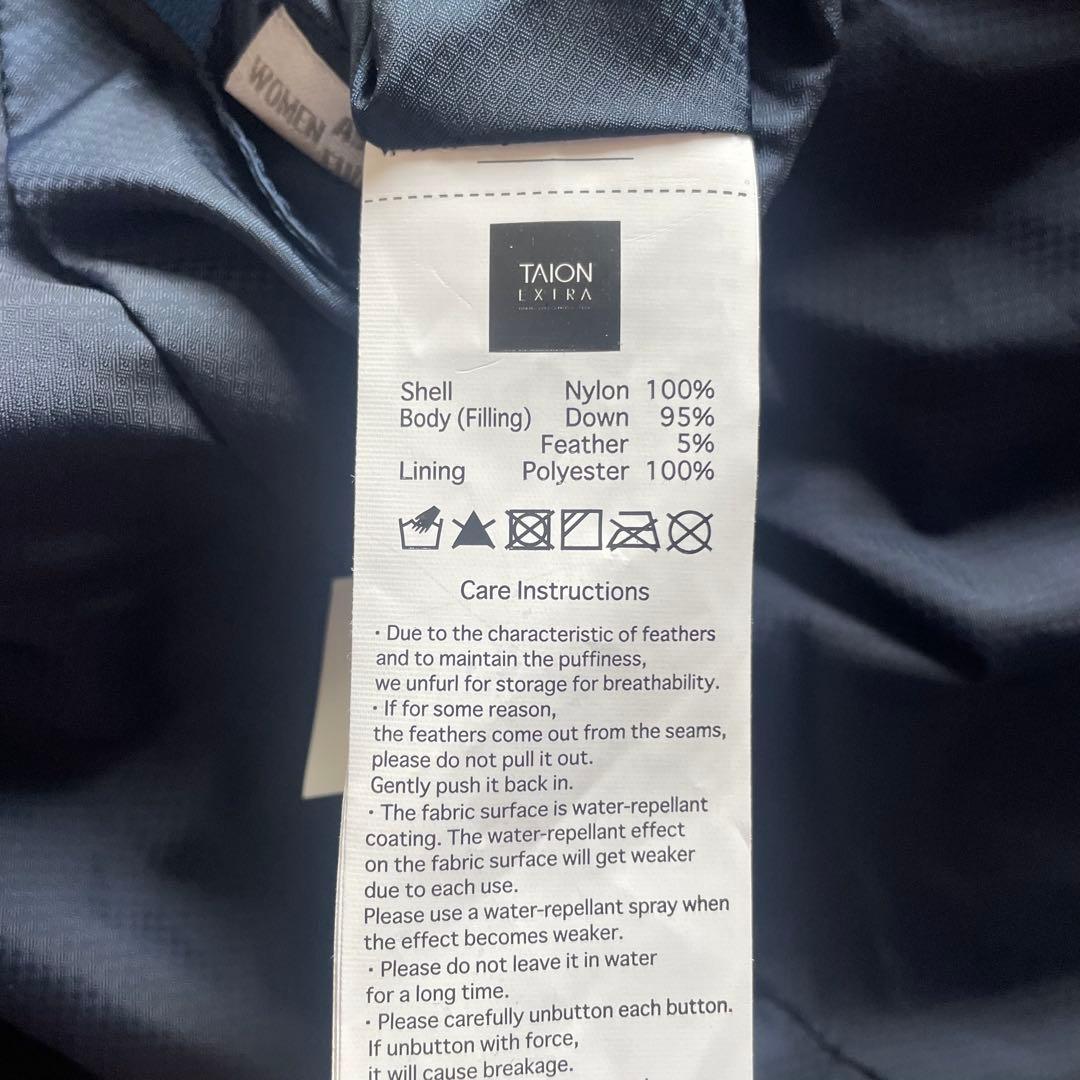 WOMEN
TAION
EXTRA
Shell Nylon 100%
Body (Filling) Down 95%
Feather 5%
Lining Polyester 100%
Care Instructions
・Due to the characteristic of feathers
and to maintain the puffiness,
we unfurl for storage for breathability.
・If for some reason,
the feathers come out from the seams,
please do not pull it out.
Gently push it back in.
・The fabric surface is water-repellant
coating. The water-repellant effect
on the fabric surface will get weaker
due to each use.
Please use a water-repellant spray when
the effect becomes weaker.
・Please do not leave it in water
for a long time.
・Please carefully unbutton each button.
If unbutton with force,
it will cause breakage.